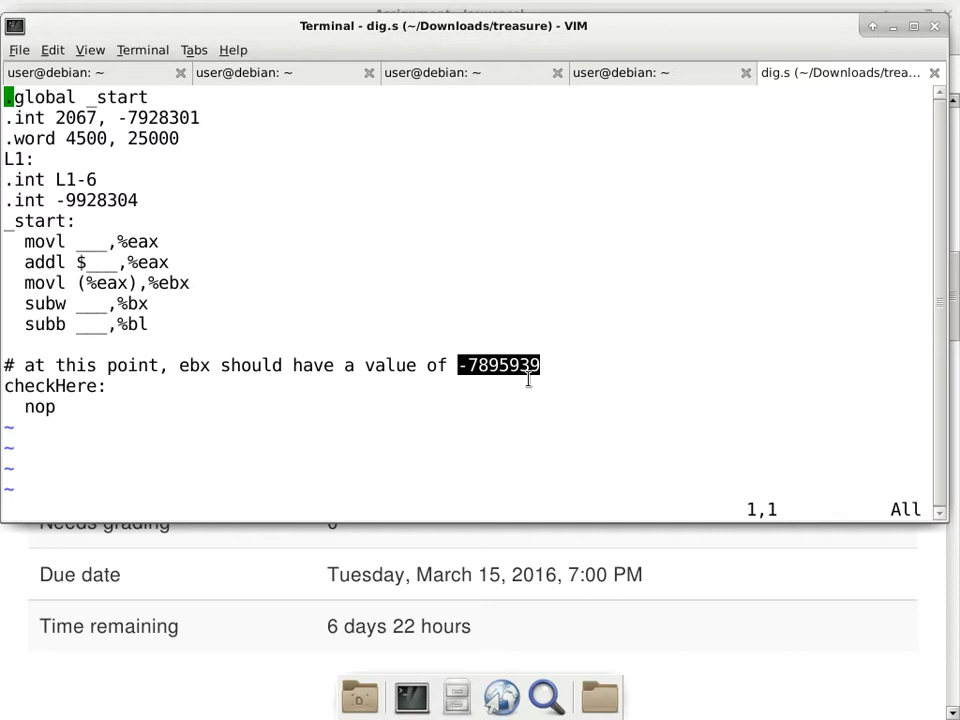 Terminal - dig.s (~/Downloads/treasure) - VIM
File Edit View Terminal Tabs Help
user@debian: ~ user@debian: ~ user@debian: ~ user@debian: ~ dig.s (~/Downloads/trea...
.global _start
.int 2067, -7928301
.word 4500, 25000
L1:
.int L1-6
.int -9928304
_start:
  movl ___,%eax
  addl $___,%eax
  movl (%eax),%ebx
  subw ___,%bx
  subb ___,%bl
# at this point, ebx should have a value of -7895939
checkHere:
  nop
~
~
~
~
1,1 All
Needs grading 0
Due date Tuesday, March 15, 2016, 7:00 PM
Time remaining 6 days 22 hours